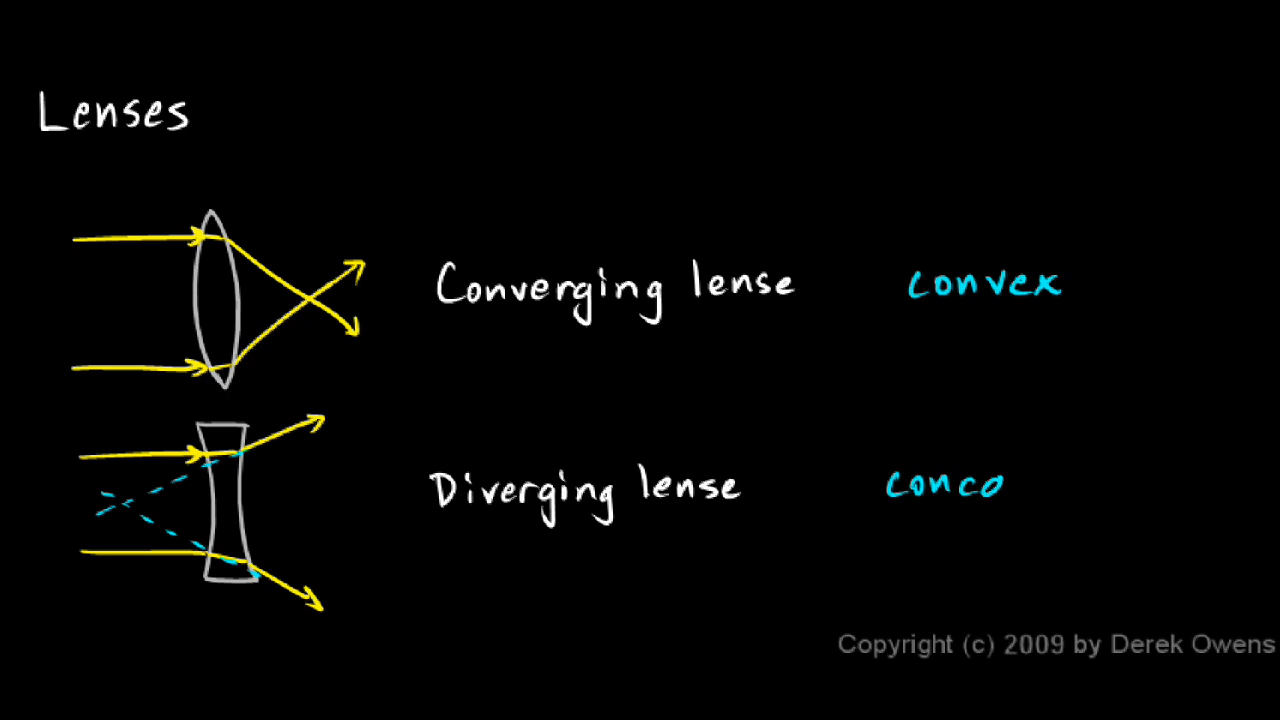 Lenses
Converging lense convex
Diverging lense conco
Copyright (c) 2009 by Derek Owens